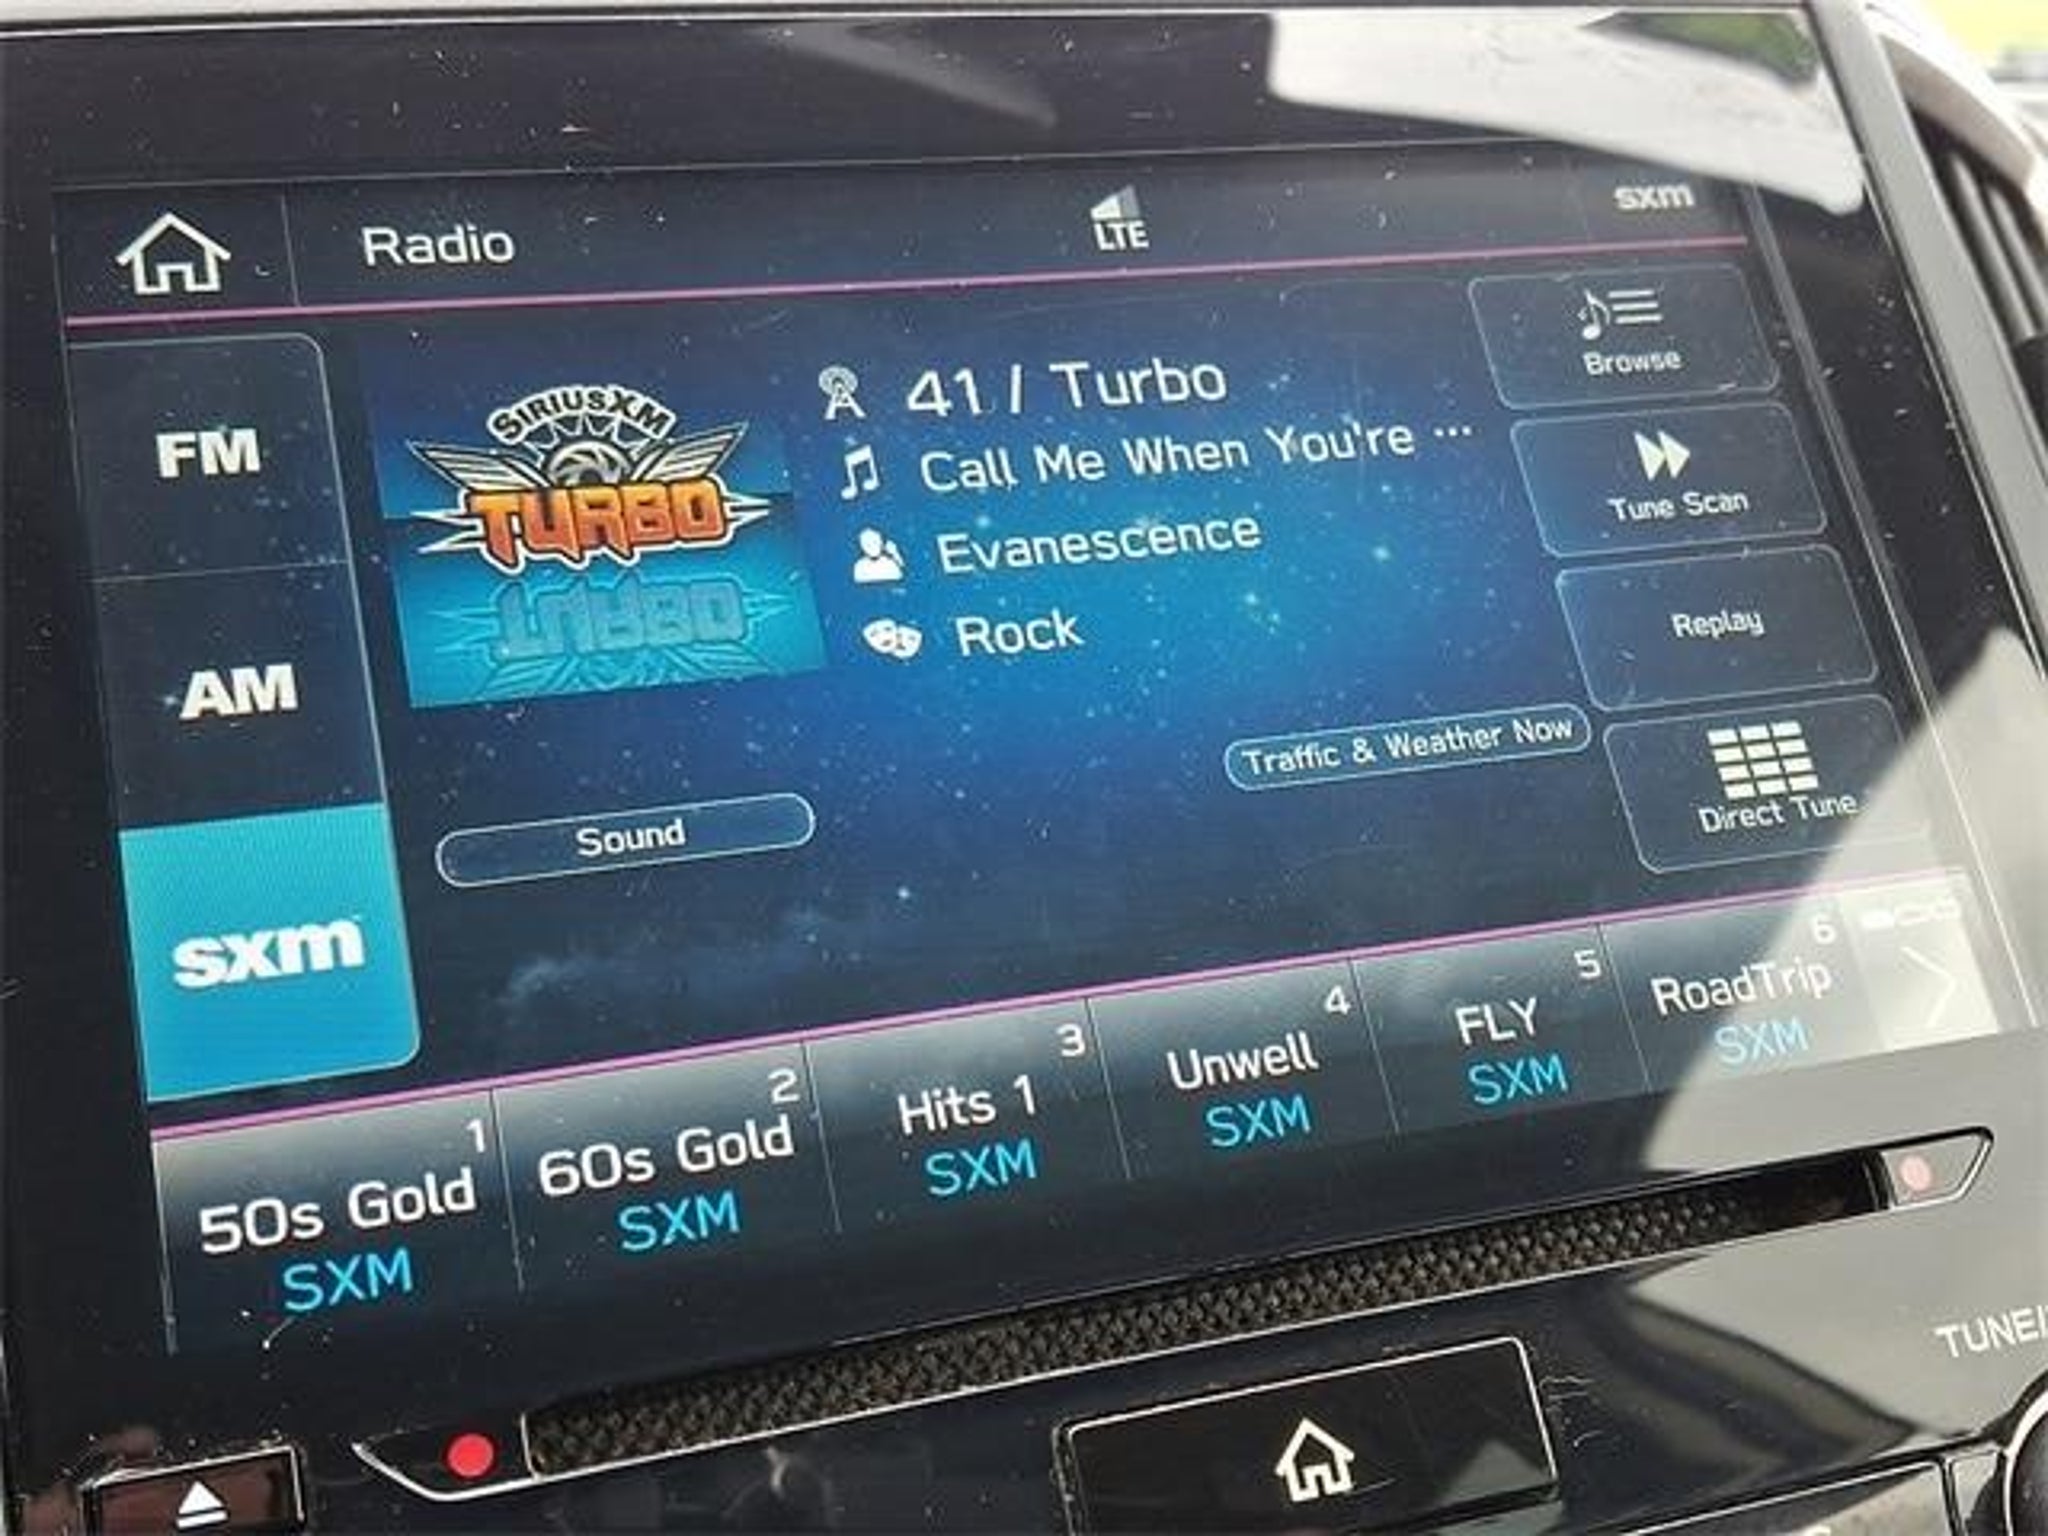 Radio
LTE
sxm
FM
AM
sxm
SIRIUSXM
TURBO
41 / Turbo
Call Me When You're ...
Evanescence
Rock
Browse
Tune Scan
Replay
Direct Tune
Traffic & Weather Now
Sound
1
50s Gold
SXM
2
60s Gold
SXM
3
Hits 1
SXM
4
Unwell
SXM
5
FLY
SXM
6
RoadTrip
SXM
TUNE/